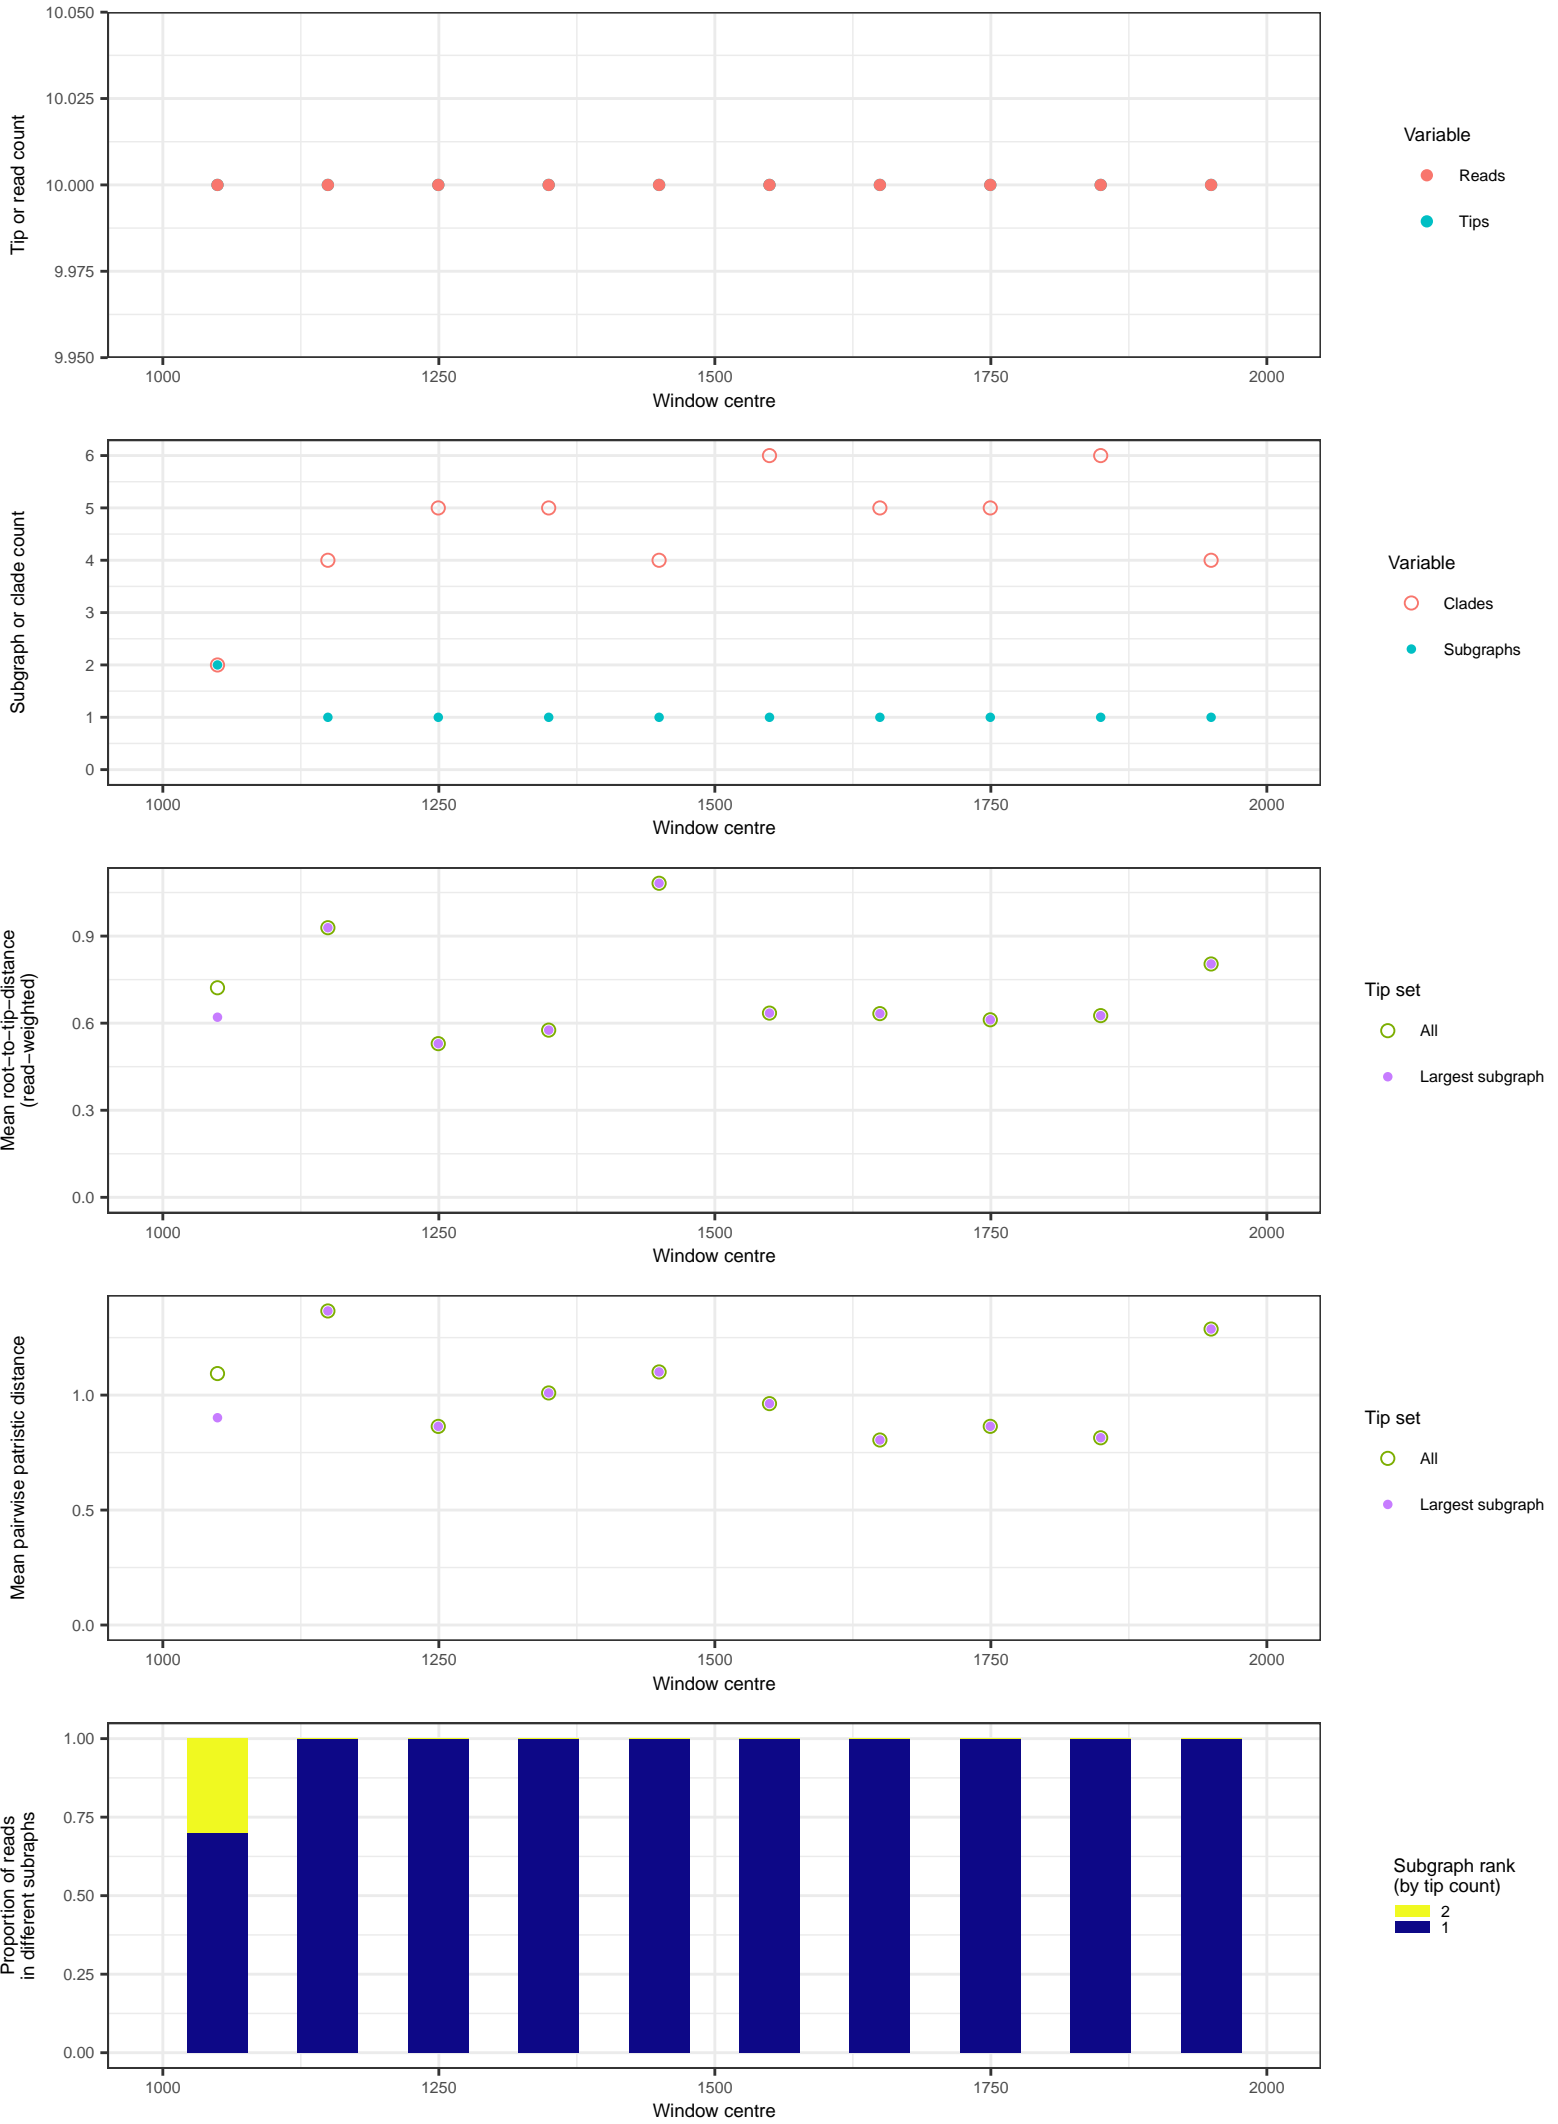 10.050
10.025
10.000
9.975
9.950
Tip or read count
1000 1250 1500 1750 2000
Window centre
Variable
Reads
Tips
6
5
4
3
2
1
0
Subgraph or clade count
1000 1250 1500 1750 2000
Window centre
Variable
Clades
Subgraphs
0.9
0.6
0.3
0.0
Mean root−to−tip−distance
(read−weighted)
1000 1250 1500 1750 2000
Window centre
Tip set
All
Largest subgraph
1.0
0.5
0.0
Mean pairwise patristic distance
1000 1250 1500 1750 2000
Window centre
Tip set
All
Largest subgraph
1.00
0.75
0.50
0.25
0.00
Proportion of reads
in different subraphs
1000 1250 1500 1750 2000
Window centre
Subgraph rank
(by tip count)
2
1